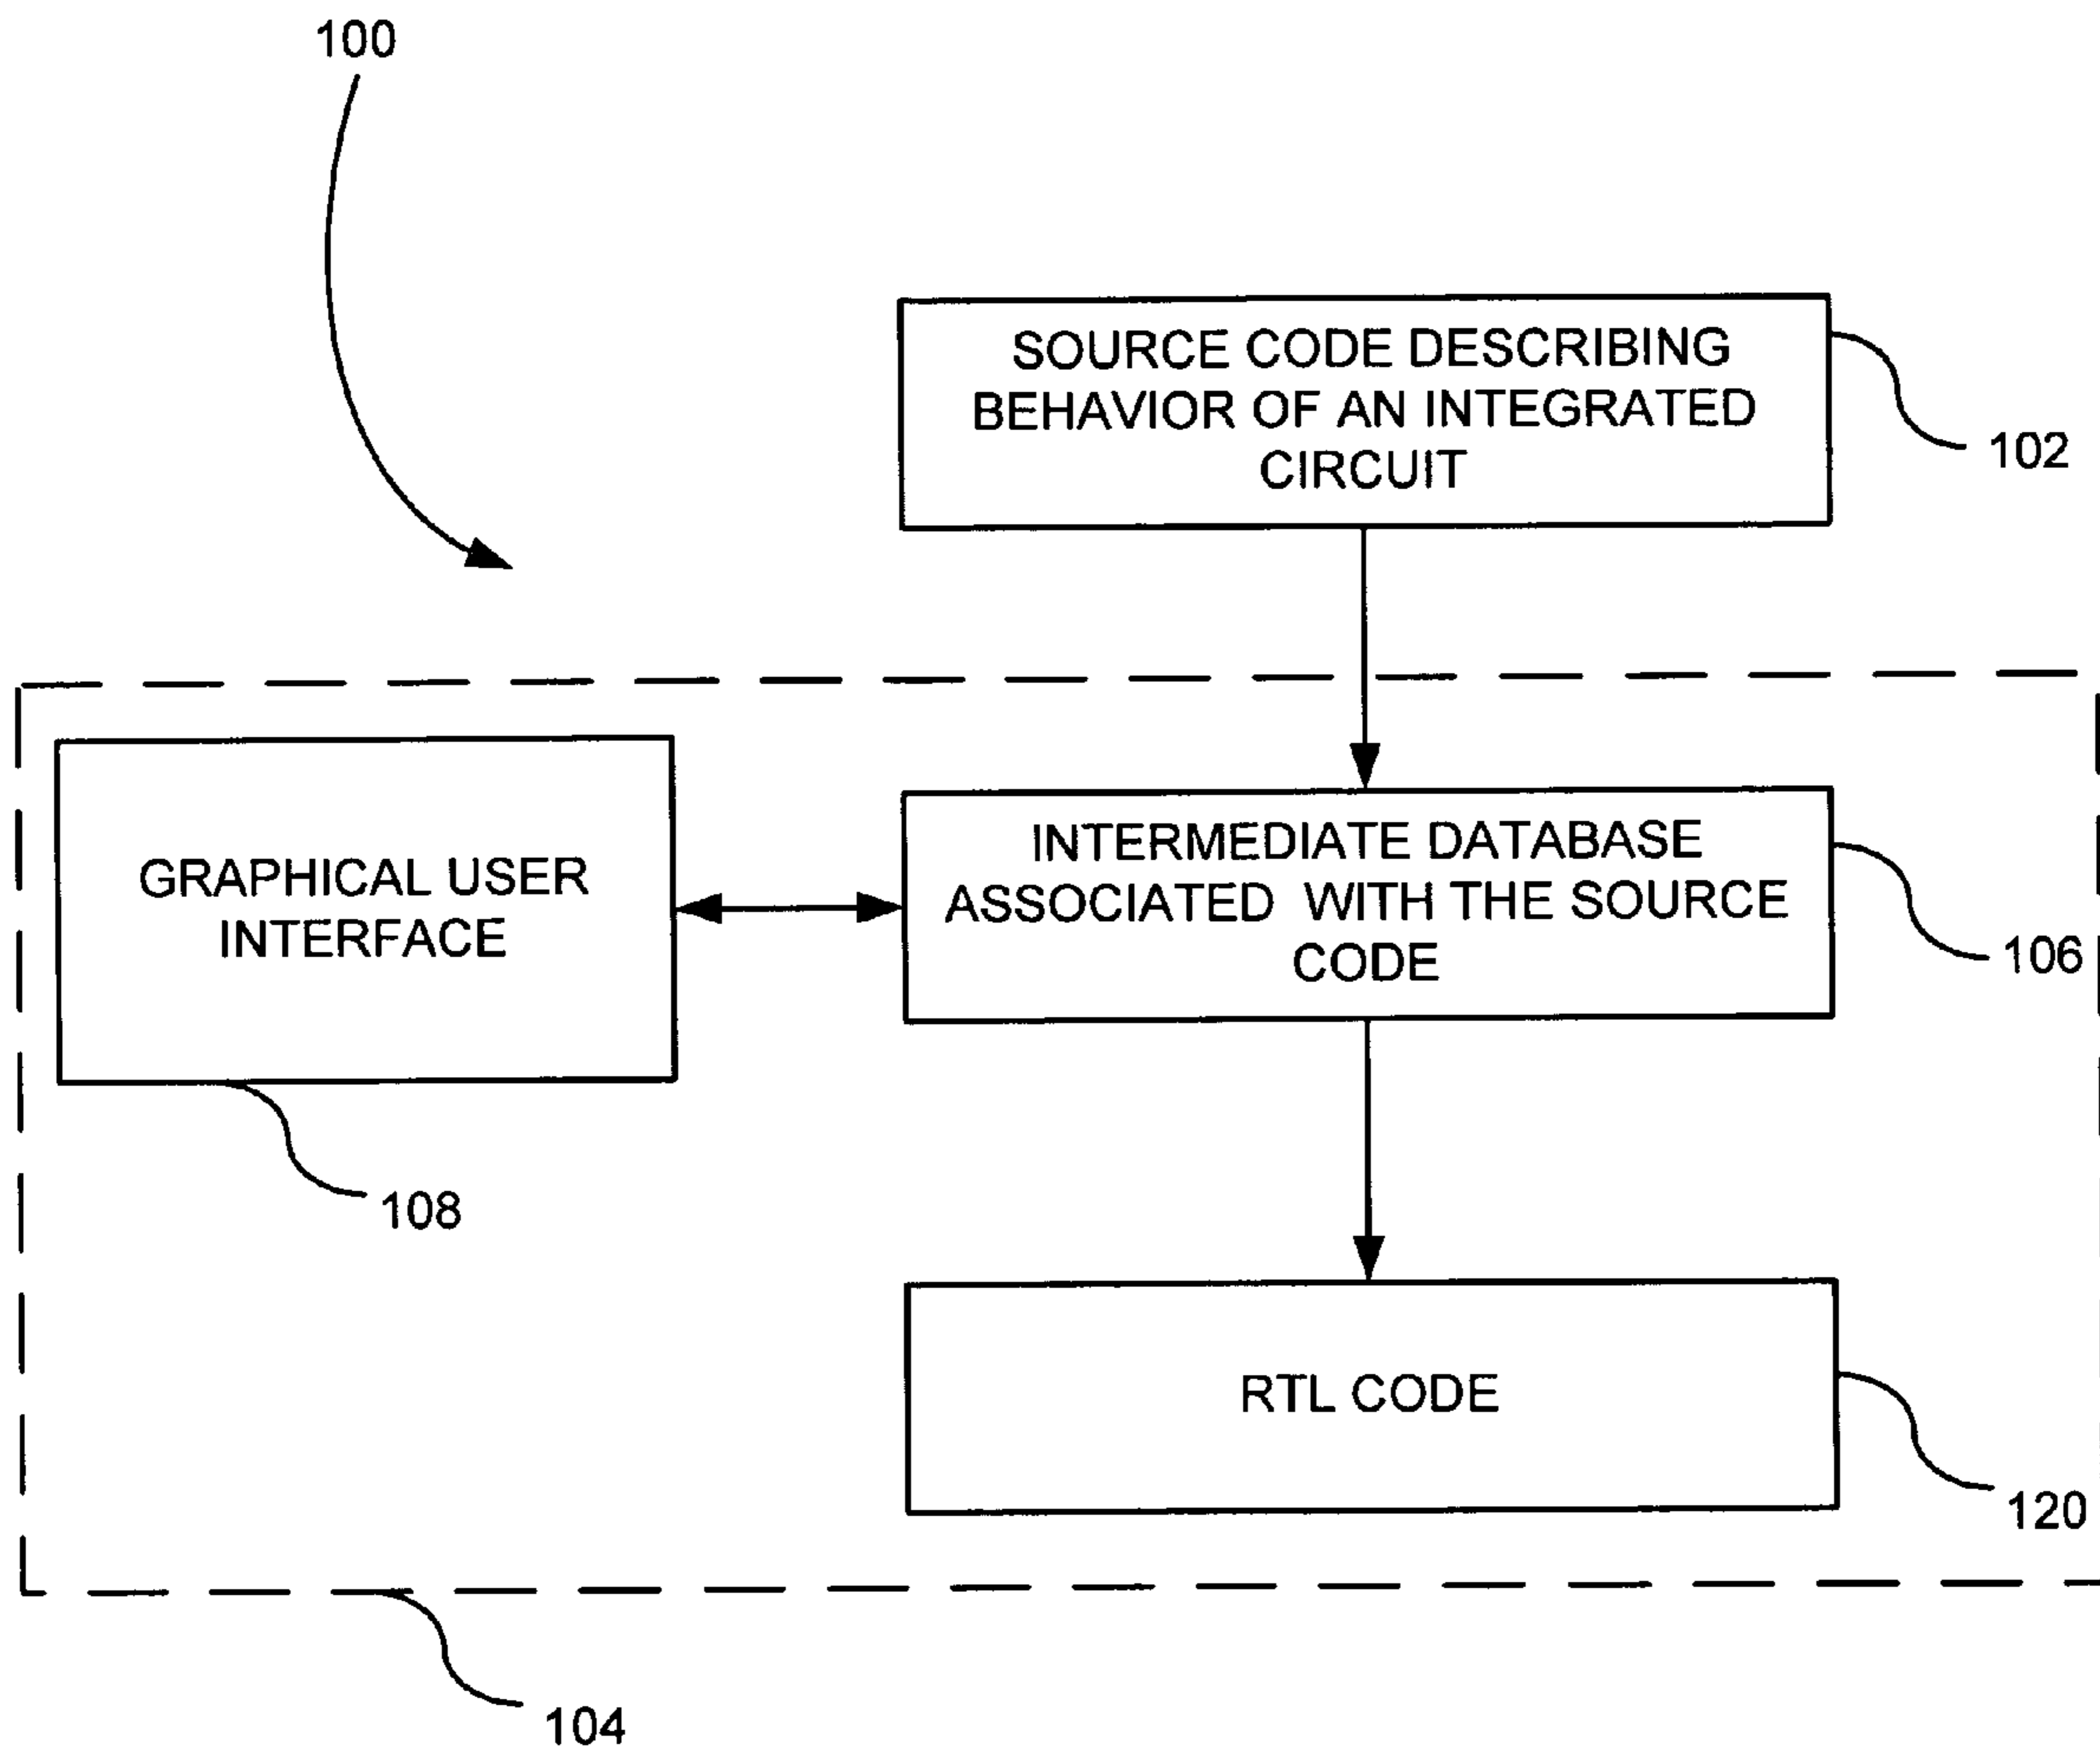 100
SOURCE CODE DESCRIBING
BEHAVIOR OF AN INTEGRATED
CIRCUIT
102
GRAPHICAL USER
INTERFACE
INTERMEDIATE DATABASE
ASSOCIATED WITH THE SOURCE
CODE
106
108
RTL CODE
120
104